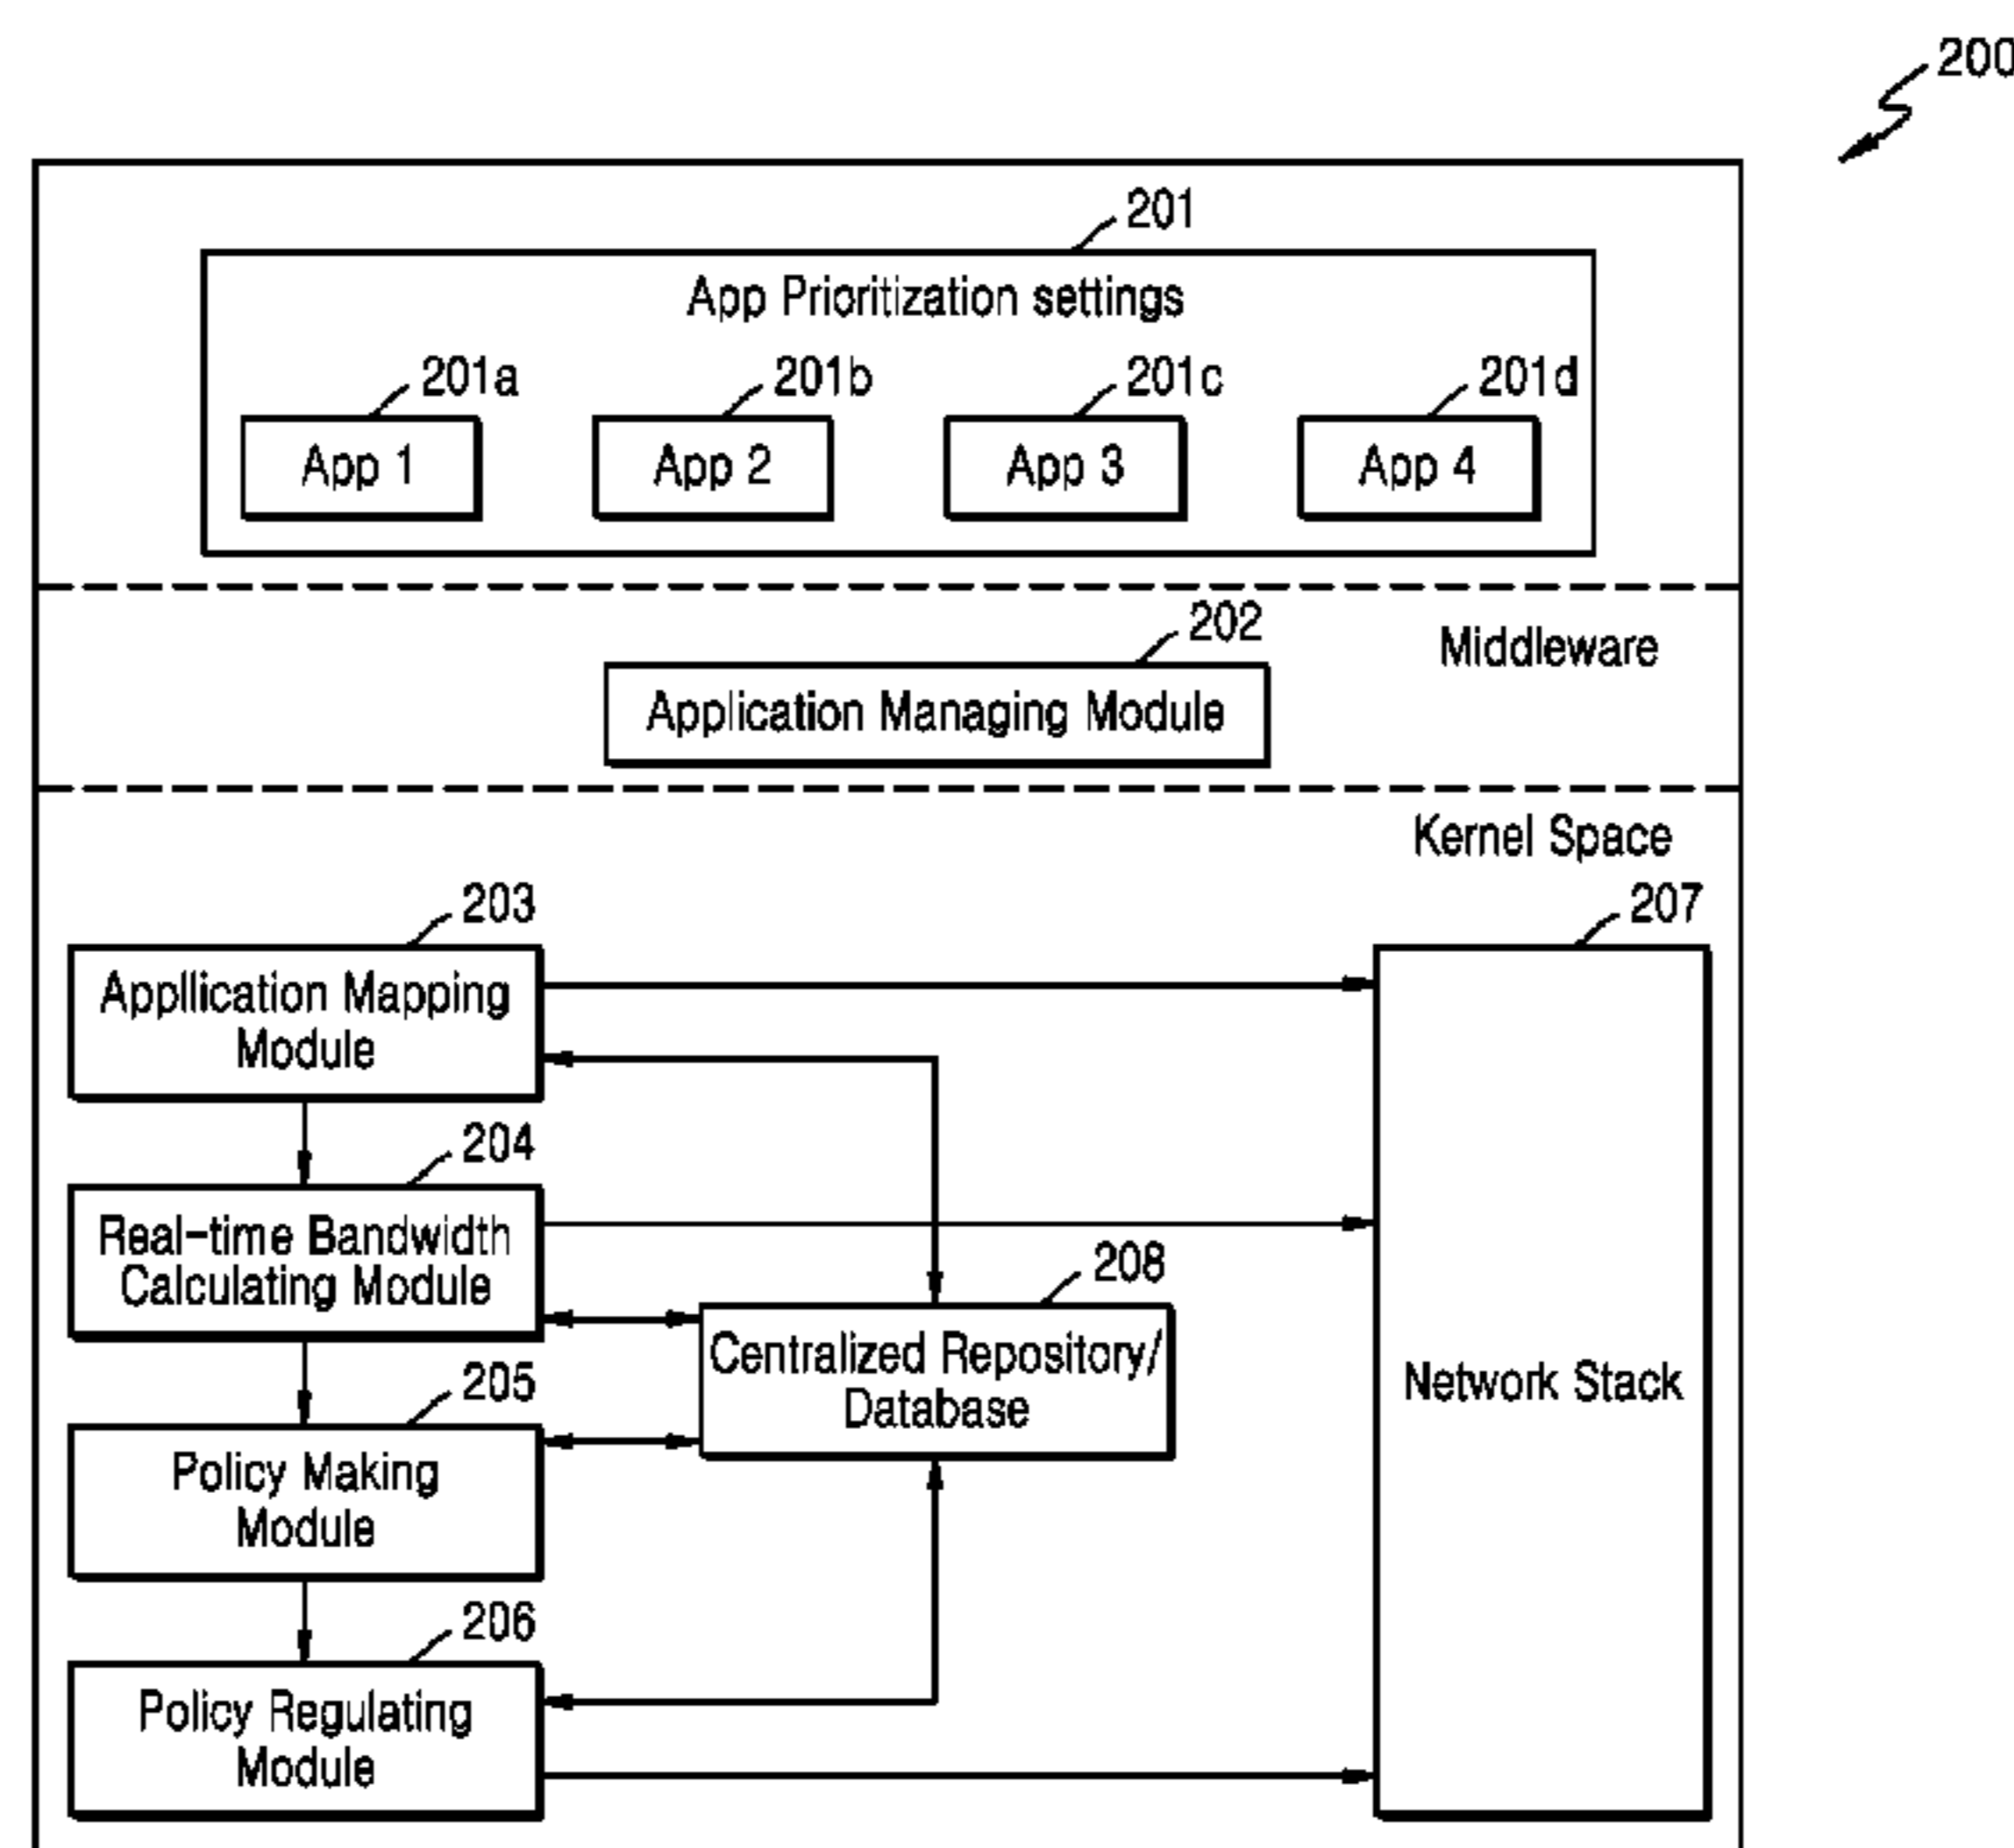 200
201
App Prioritization settings
201a 201b 201c 201d
App 1 App 2 App 3 App 4
202
Middleware
Application Managing Module
Kernel Space
203 207
Appllication Mapping
Module
204
Real-time Bandwidth
Calculating Module
208
Centralized Repository/
Database
Network Stack
205
Policy Making
Module
206
Policy Regulating
Module